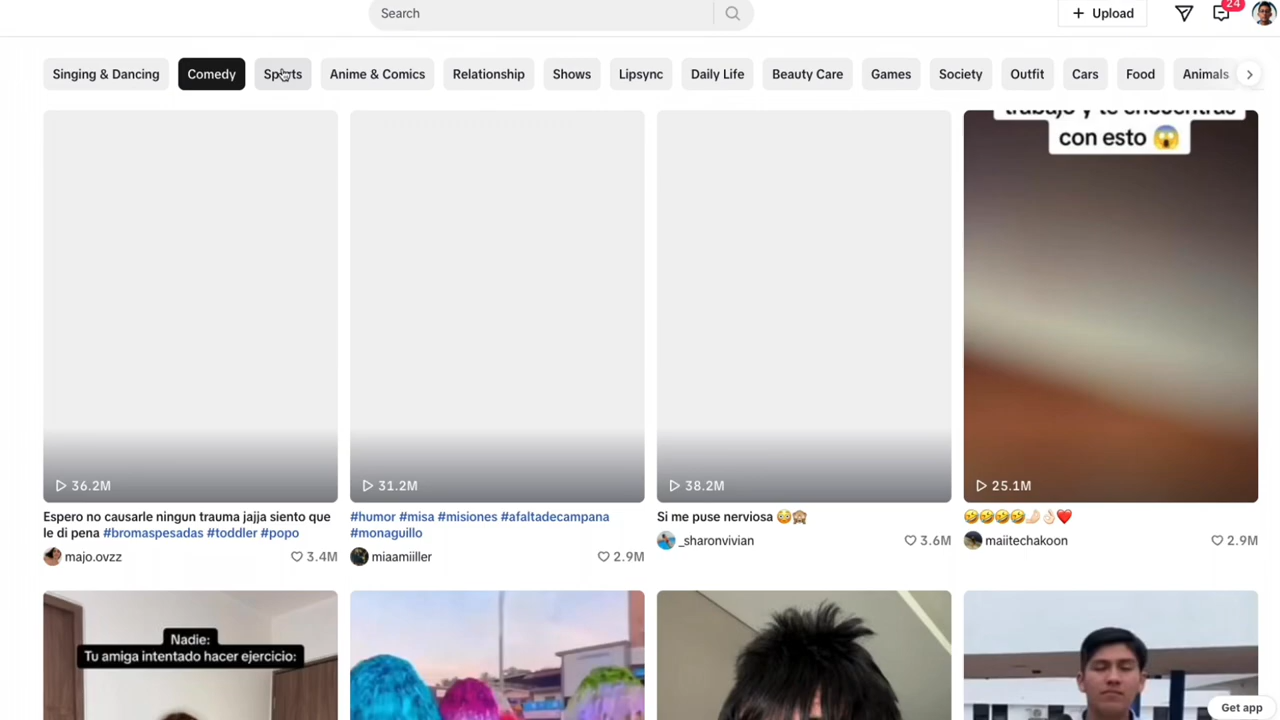 Search
Upload
24
Singing & Dancing
Comedy
Sports
Anime & Comics
Relationship
Shows
Lipsync
Daily Life
Beauty Care
Games
Society
Outfit
Cars
Food
Animals
trabajo y te encuentras
con esto 😱
36.2M
31.2M
38.2M
25.1M
Espero no causarle ningun trauma jajja siento que
le di pena #bromaspesadas #toddler #popo
majo.ovzz
3.4M
#humor #misa #misiones #afaltadecampana
#monaguillo
miaamiiller
2.9M
Si me puse nerviosa 😳🙈
_sharonvivian
3.6M
🤣🤣🤣🤣🤌🏻👌🏻❤️
maiitechakoon
2.9M
Nadie:
Tu amiga intentado hacer ejercicio:
Get app